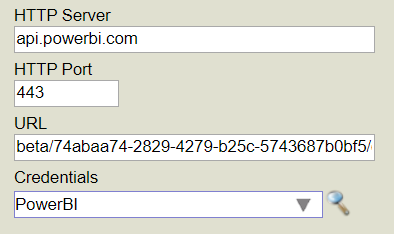 HTTP Server
api.powerbi.com
HTTP Port
443
URL
beta/74abaa74-2829-4279-b25c-5743687b0bf5/
Credentials
PowerBI